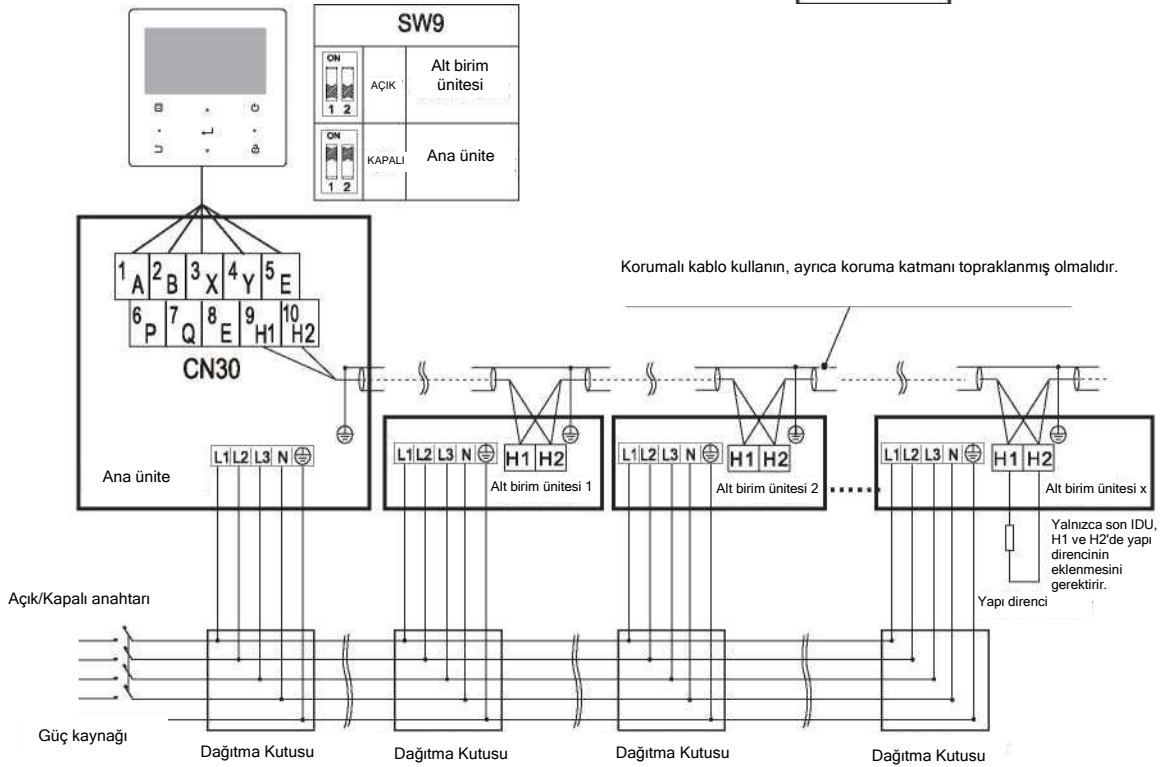 SW9
ON
1 2
AÇIK
Alt birim
ünitesi
ON
1 2
KAPALI
Ana ünite
Korumalı kablo kullanın, ayrıca koruma katmanı topraklanmış olmalıdır.
1 A 2 B 3 X 4 Y 5 E
6 P 7 Q 8 E 9 H1 10 H2
CN30
Ana ünite
L1 L2 L3 N
L1 L2 L3 N
H1 H2
Alt birim ünitesi 1
L1 L2 L3 N
H1 H2
Alt birim ünitesi 2
L1 L2 L3 N
H1 H2
Alt birim ünitesi x
Yalnızca son IDU,
H1 ve H2'de yapı
direncinin
eklenmesini
gerektirir.
Yapı direnci
Açık/Kapalı anahtarı
Güç kaynağı
Dağıtma Kutusu
Dağıtma Kutusu
Dağıtma Kutusu
Dağıtma Kutusu